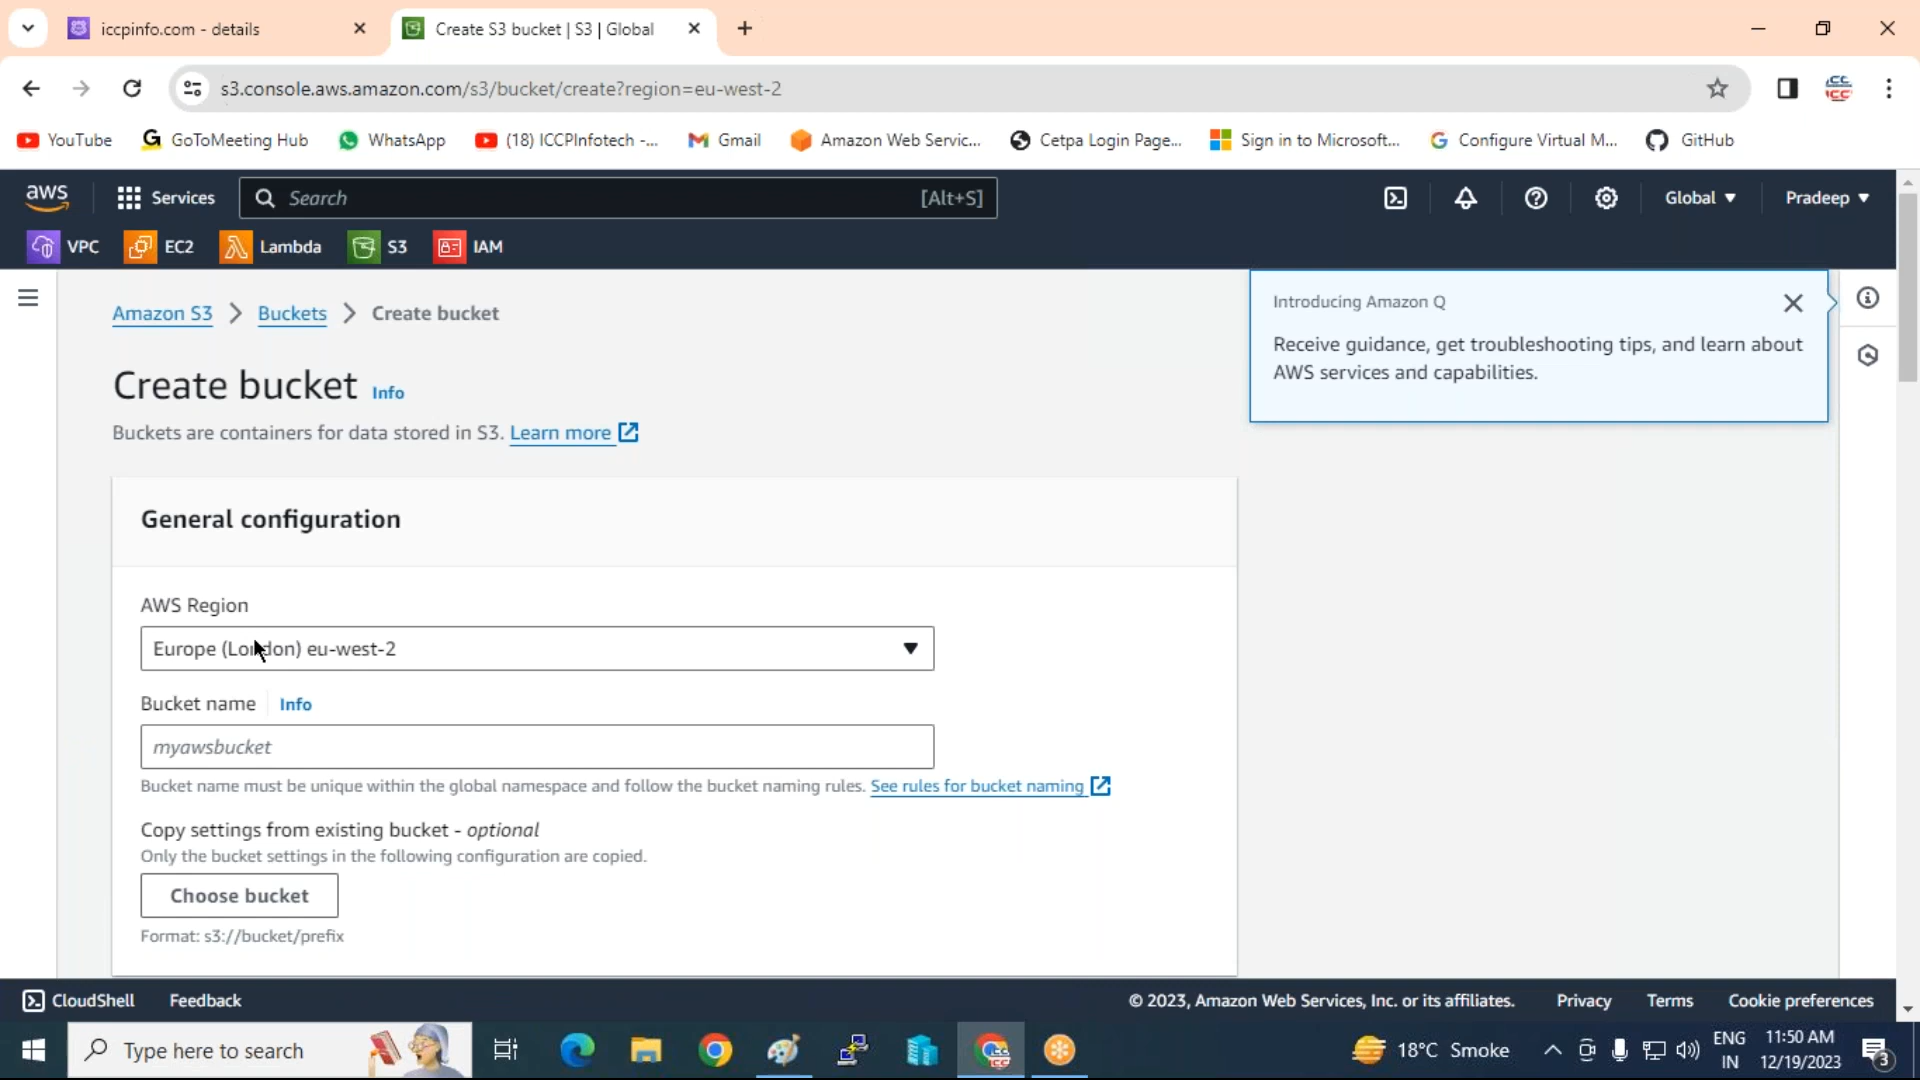 iccpinfo.com - details
Create S3 bucket | S3 | Global
s3.console.aws.amazon.com/s3/bucket/create?region=eu-west-2
YouTube
GoToMeeting Hub
WhatsApp
(18) ICCPInfotech -...
Gmail
Amazon Web Servic...
Cetpa Login Page...
Sign in to Microsoft...
Configure Virtual M...
GitHub
aws
Services
Search
[Alt+S]
Global
Pradeep
VPC
EC2
Lambda
S3
IAM
Amazon S3
Buckets
Create bucket
Introducing Amazon Q
Receive guidance, get troubleshooting tips, and learn about
AWS services and capabilities.
Create bucket Info
Buckets are containers for data stored in S3. Learn more
General configuration
AWS Region
Europe (London) eu-west-2
Bucket name
Info
myawsbucket
Bucket name must be unique within the global namespace and follow the bucket naming rules. See rules for bucket naming
Copy settings from existing bucket - optional
Only the bucket settings in the following configuration are copied.
Choose bucket
Format: s3://bucket/prefix
CloudShell
Feedback
© 2023, Amazon Web Services, Inc. or its affiliates.
Privacy
Terms
Cookie preferences
Type here to search
18°C Smoke
ENG
IN
11:50 AM
12/19/2023
3